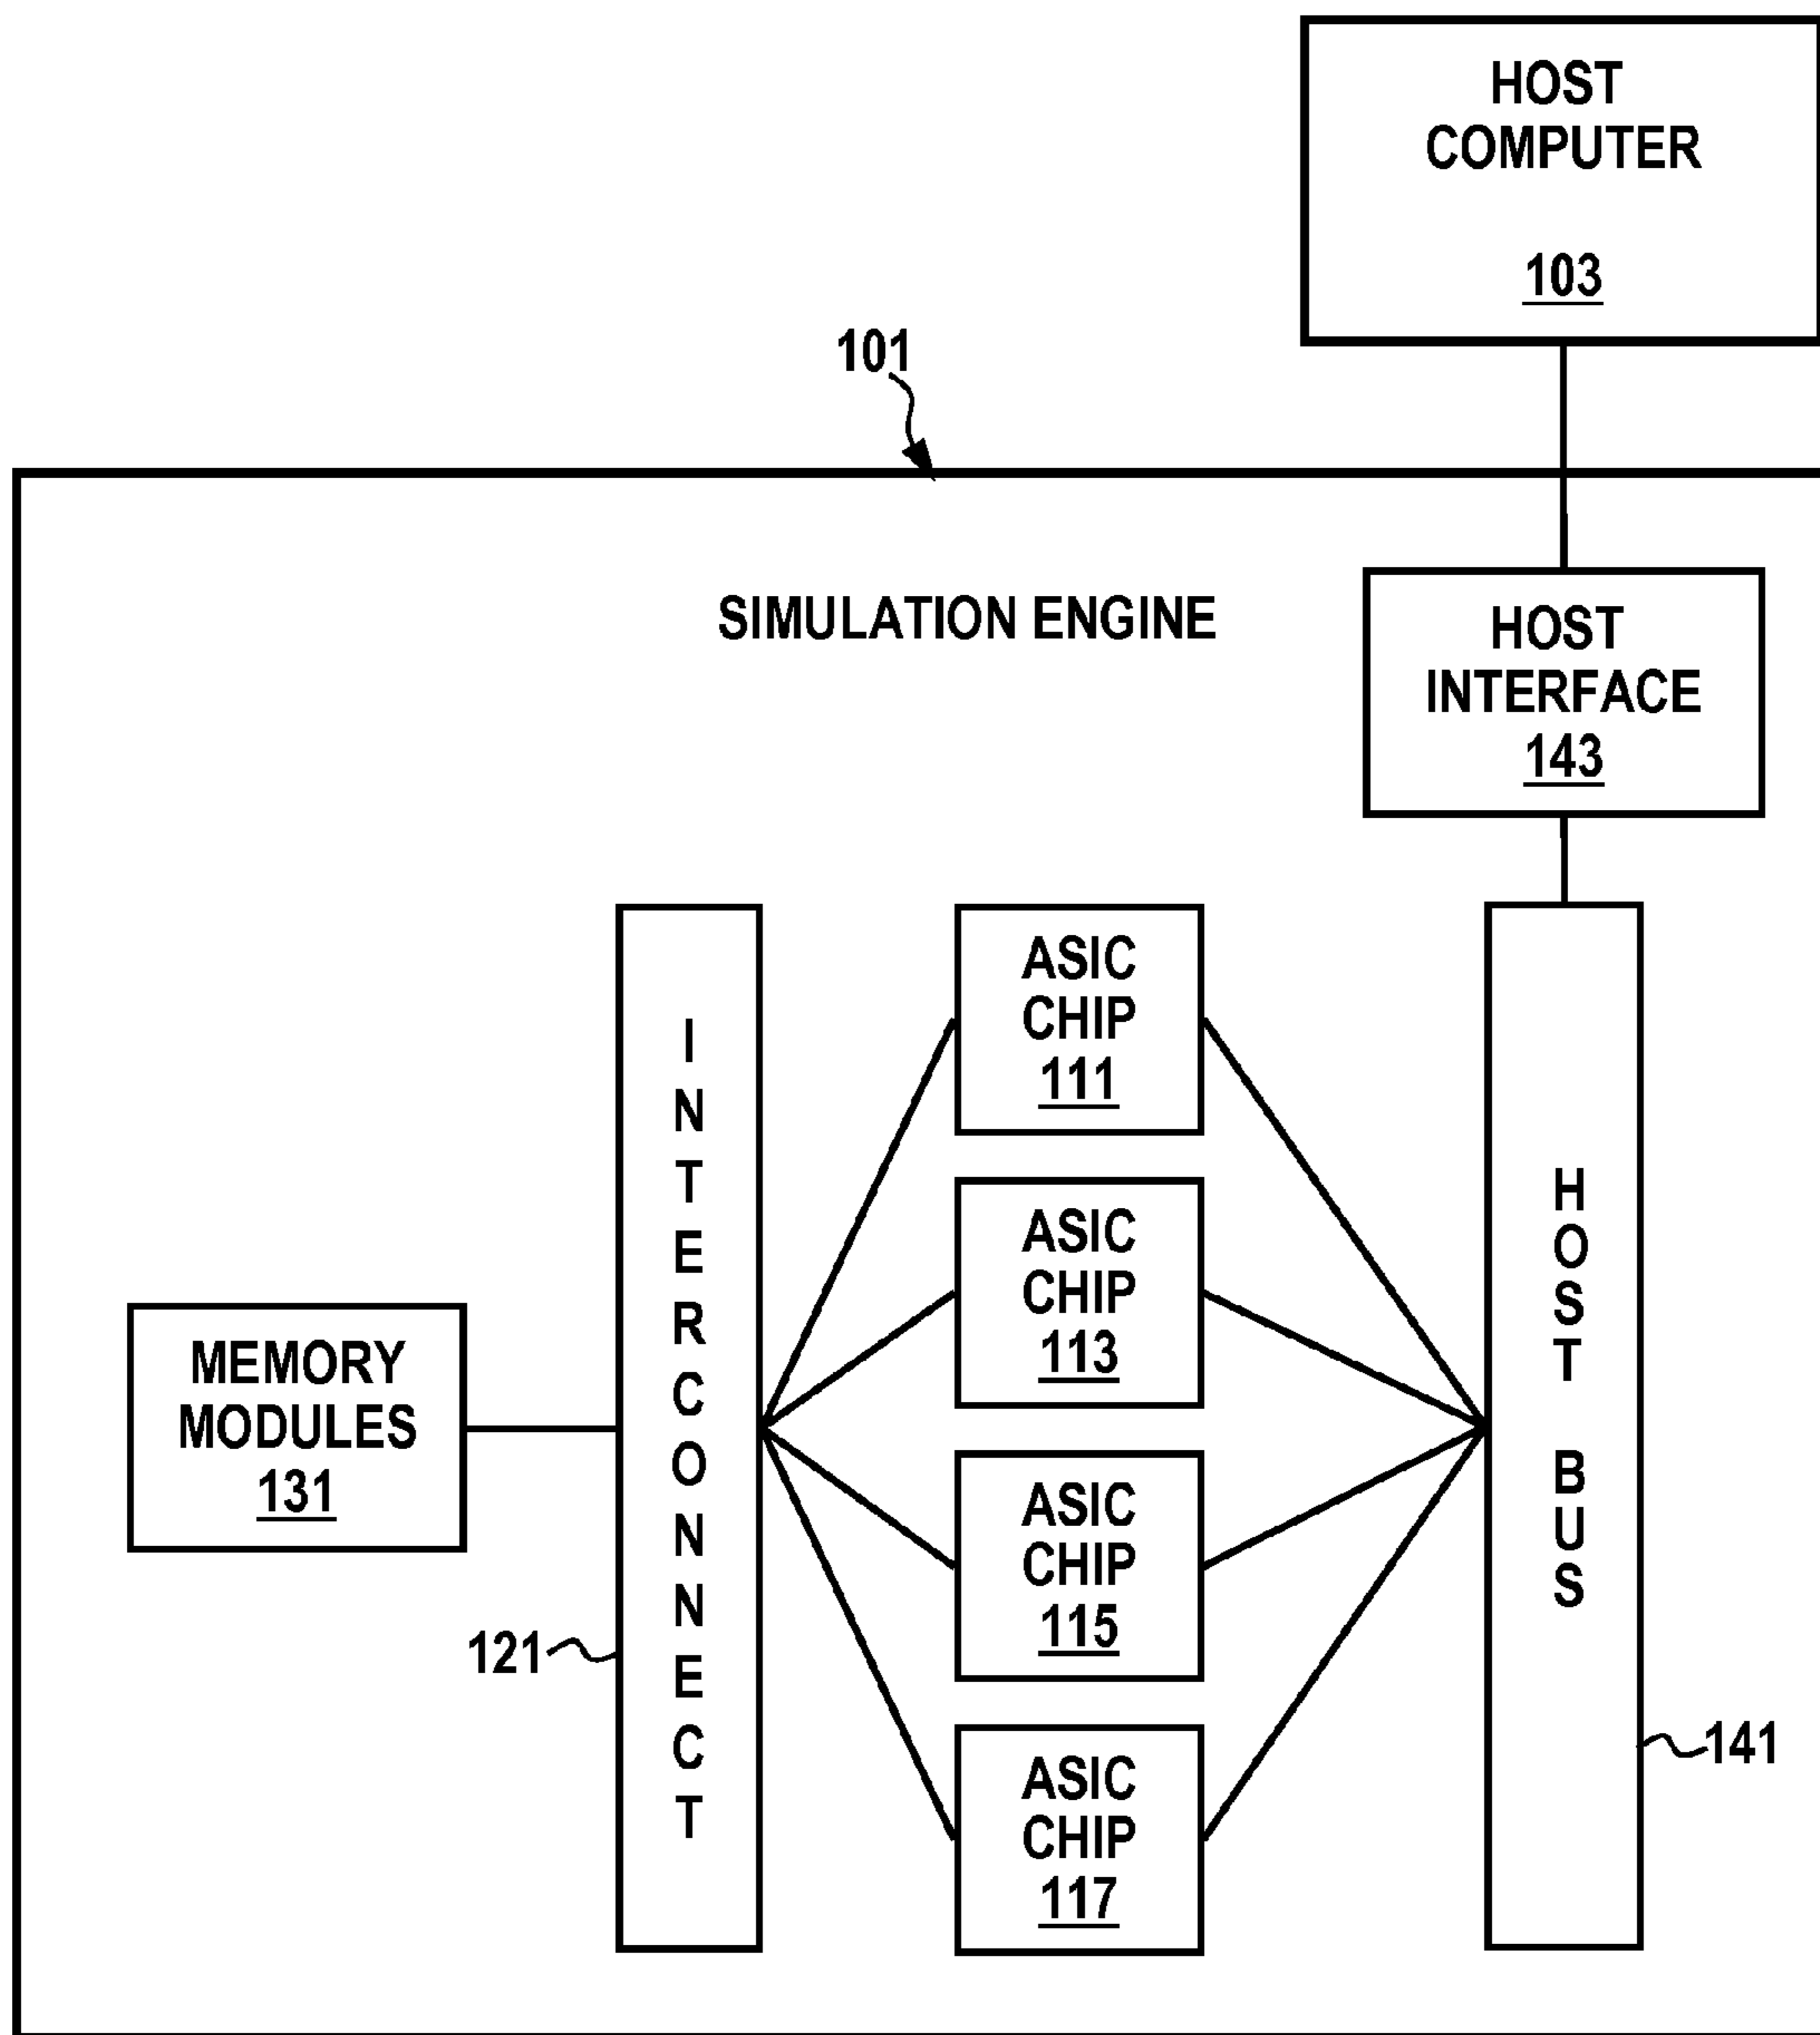 HOST
COMPUTER
103
101
SIMULATION ENGINE
HOST
INTERFACE
143
INTERCONNECT
121
ASIC
CHIP
111
ASIC
CHIP
113
MEMORY
MODULES
131
ASIC
CHIP
115
ASIC
CHIP
117
HOST BUS
141